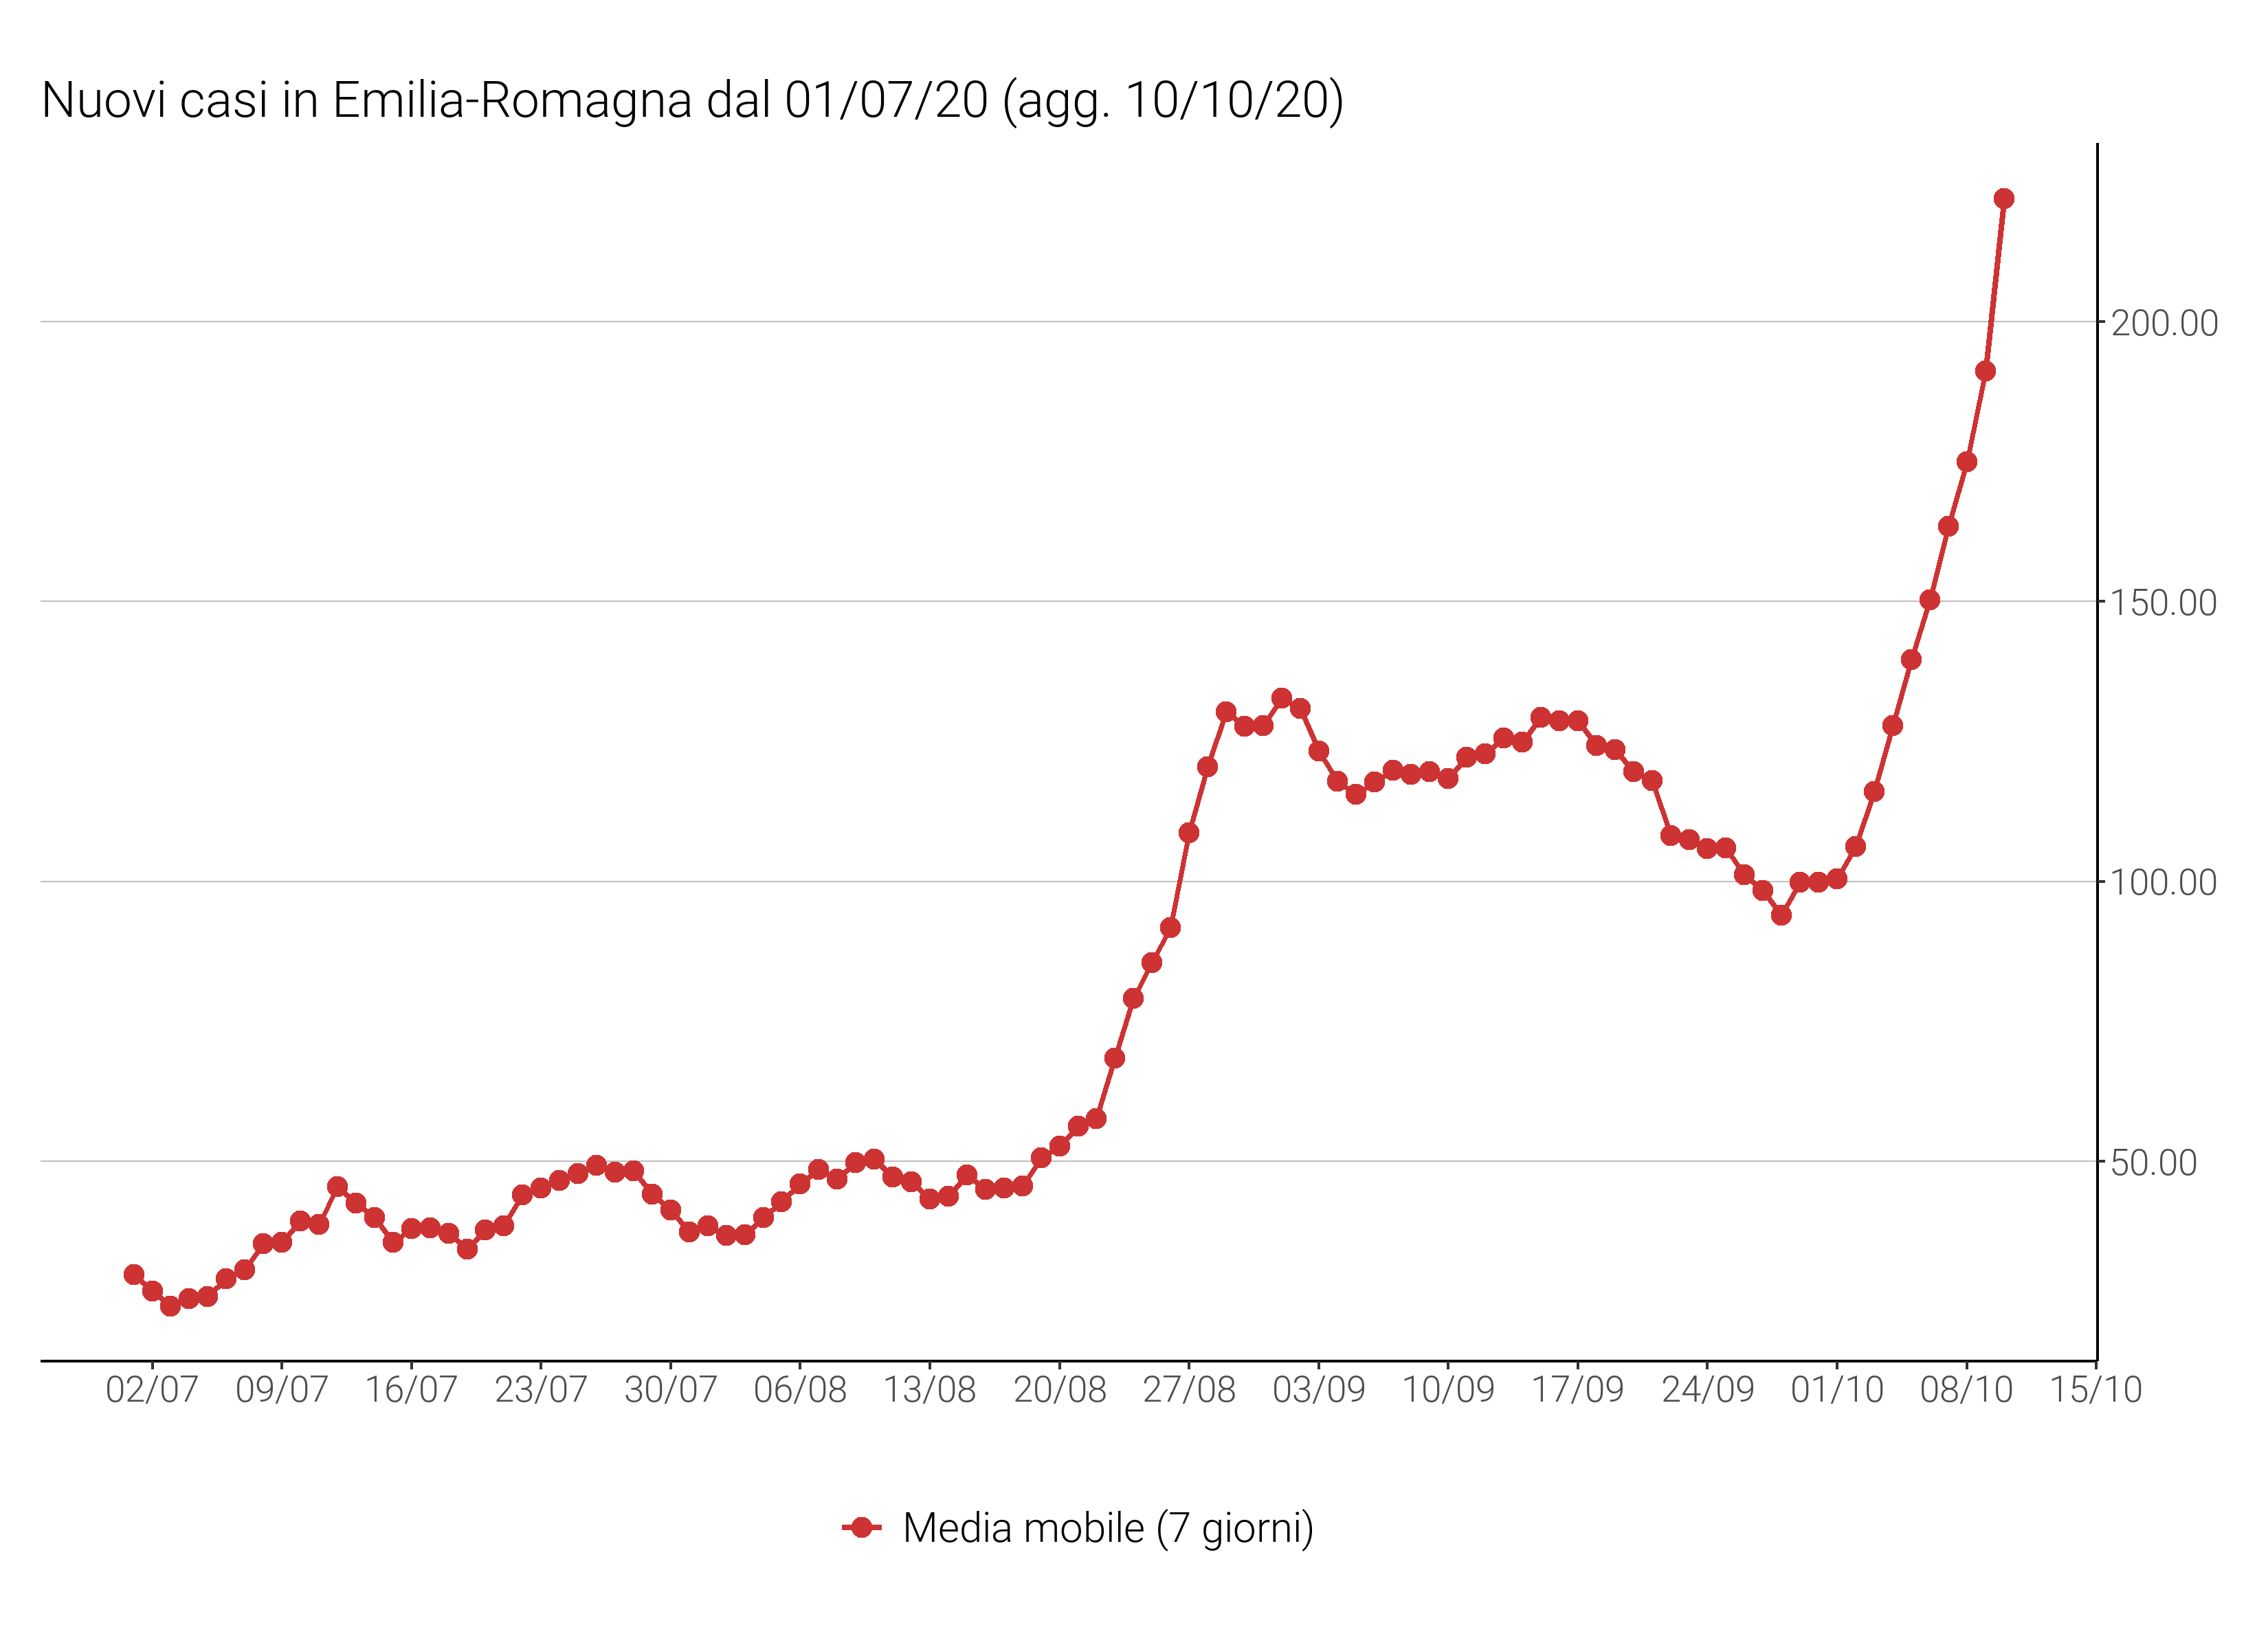 Nuovi casi in Emilia-Romagna dal 01/07/20 (agg. 10/10/20)
200.00
150.00
100.00
50.00
02/07 09/07 16/07 23/07 30/07 06/08 13/08 20/08 27/08 03/09 10/09 17/09 24/09 01/10 08/10 15/10
Media mobile (7 giorni)